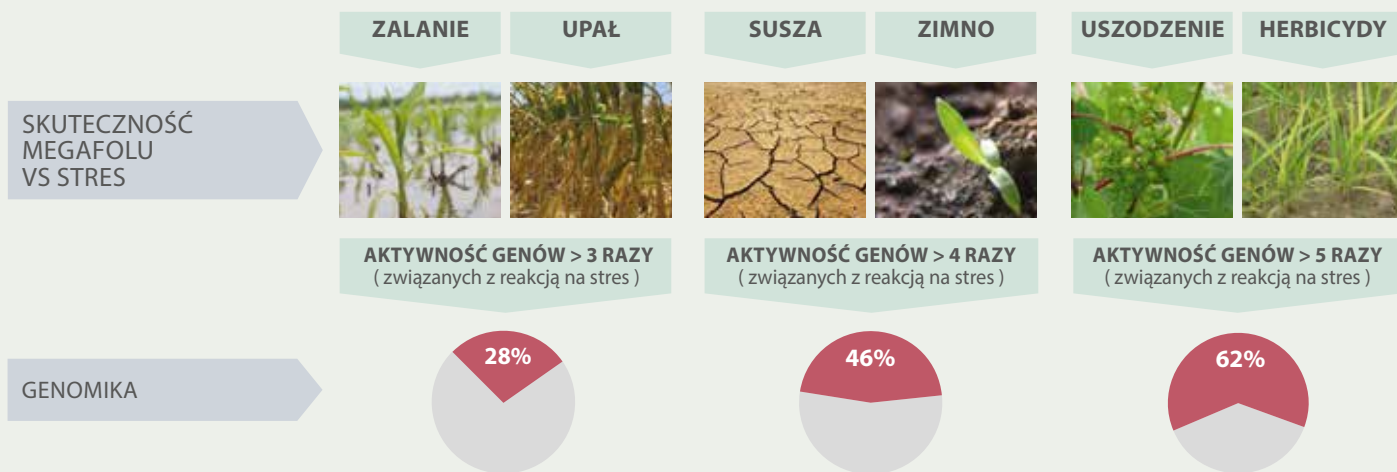 ZALANIE
UPAŁ
SUSZA
ZIMNO
USZODZENIE
HERBICYDY
SKUTECZNOŚĆ
MEGAFOLU
VS STRES
AKTYWNOŚĆ GENÓW > 3 RAZY
( związanych z reakcją na stres )
AKTYWNOŚĆ GENÓW > 4 RAZY
( związanych z reakcją na stres )
AKTYWNOŚĆ GENÓW > 5 RAZY
( związanych z reakcją na stres )
GENOMIKA
28%
46%
62%